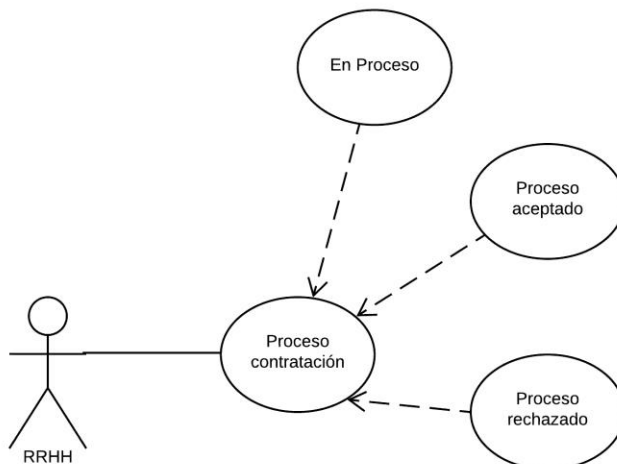 En Proceso
Proceso
aceptado
Proceso
contratación
Proceso
rechazado
RRHH